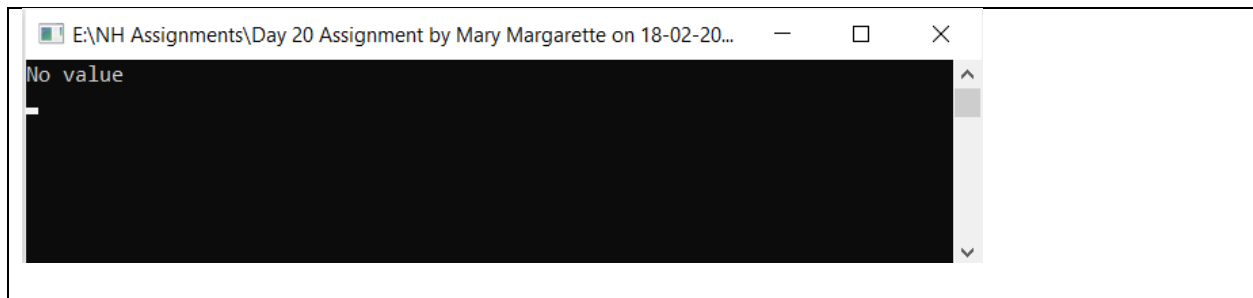 E:\NH Assignments\Day 20 Assignment by Mary Margarette on 18-02-20...
No value